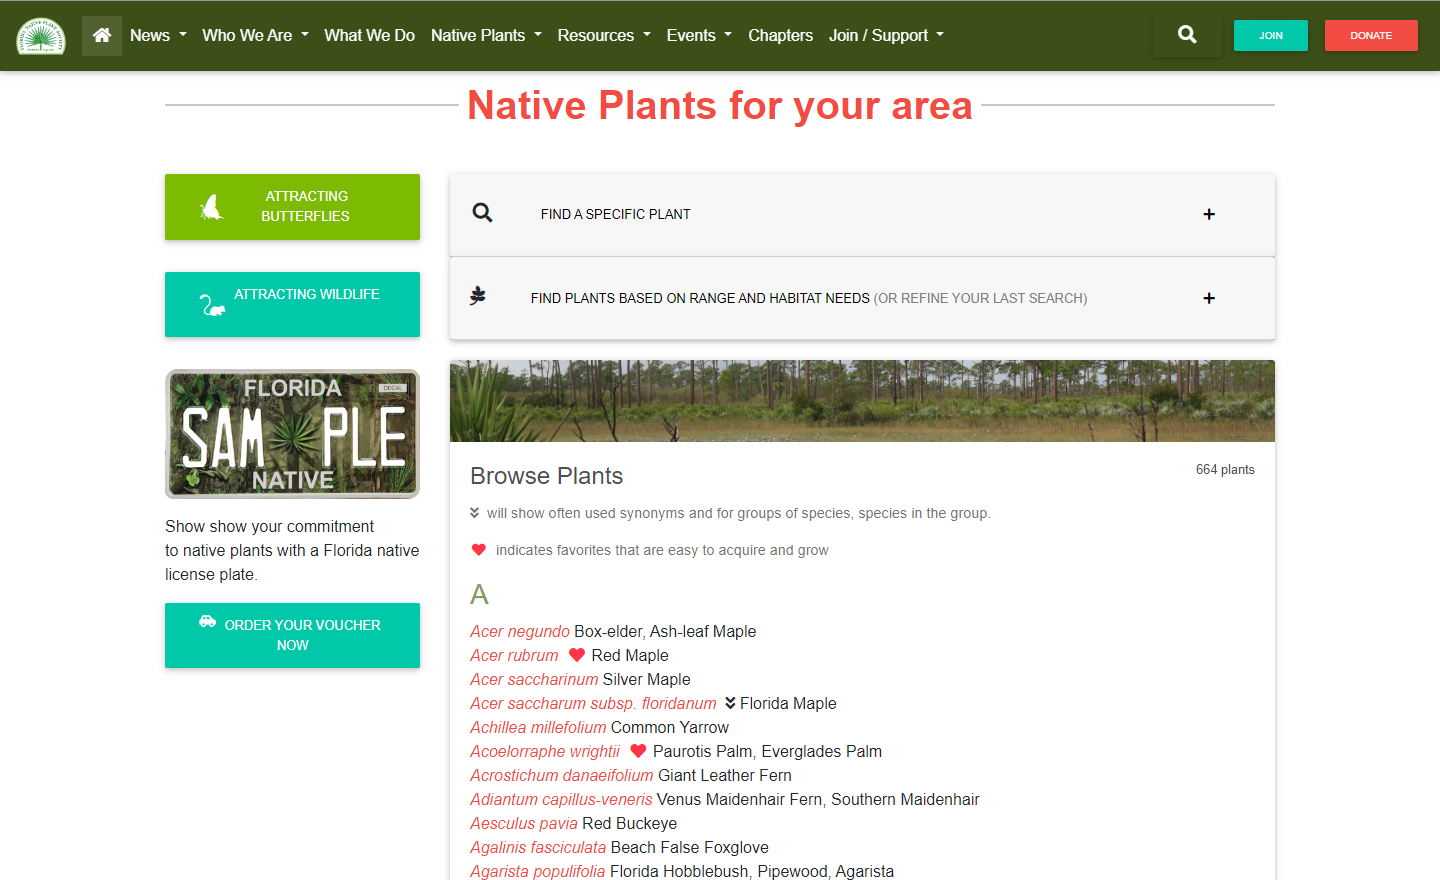 News Who We Are What We Do Native Plants Resources Events Chapters Join / Support JOIN DONATE
Native Plants for your area
ATTRACTING
BUTTERFLIES
ATTRACTING WILDLIFE
FLORIDA
DECAL
SAM PLE
NATIVE
Show show your commitment
to native plants with a Florida native
license plate.
ORDER YOUR VOUCHER
NOW
FIND A SPECIFIC PLANT +
FIND PLANTS BASED ON RANGE AND HABITAT NEEDS (OR REFINE YOUR LAST SEARCH) +
Browse Plants 664 plants
will show often used synonyms and for groups of species, species in the group.
indicates favorites that are easy to acquire and grow
A
Acer negundo Box-elder, Ash-leaf Maple
Acer rubrum Red Maple
Acer saccharinum Silver Maple
Acer saccharum subsp. floridanum Florida Maple
Achillea millefolium Common Yarrow
Acoelorraphe wrightii Paurotis Palm, Everglades Palm
Acrostichum danaeifolium Giant Leather Fern
Adiantum capillus-veneris Venus Maidenhair Fern, Southern Maidenhair
Aesculus pavia Red Buckeye
Agalinis fasciculata Beach False Foxglove
Agarista populifolia Florida Hobblebush, Pipewood, Agarista